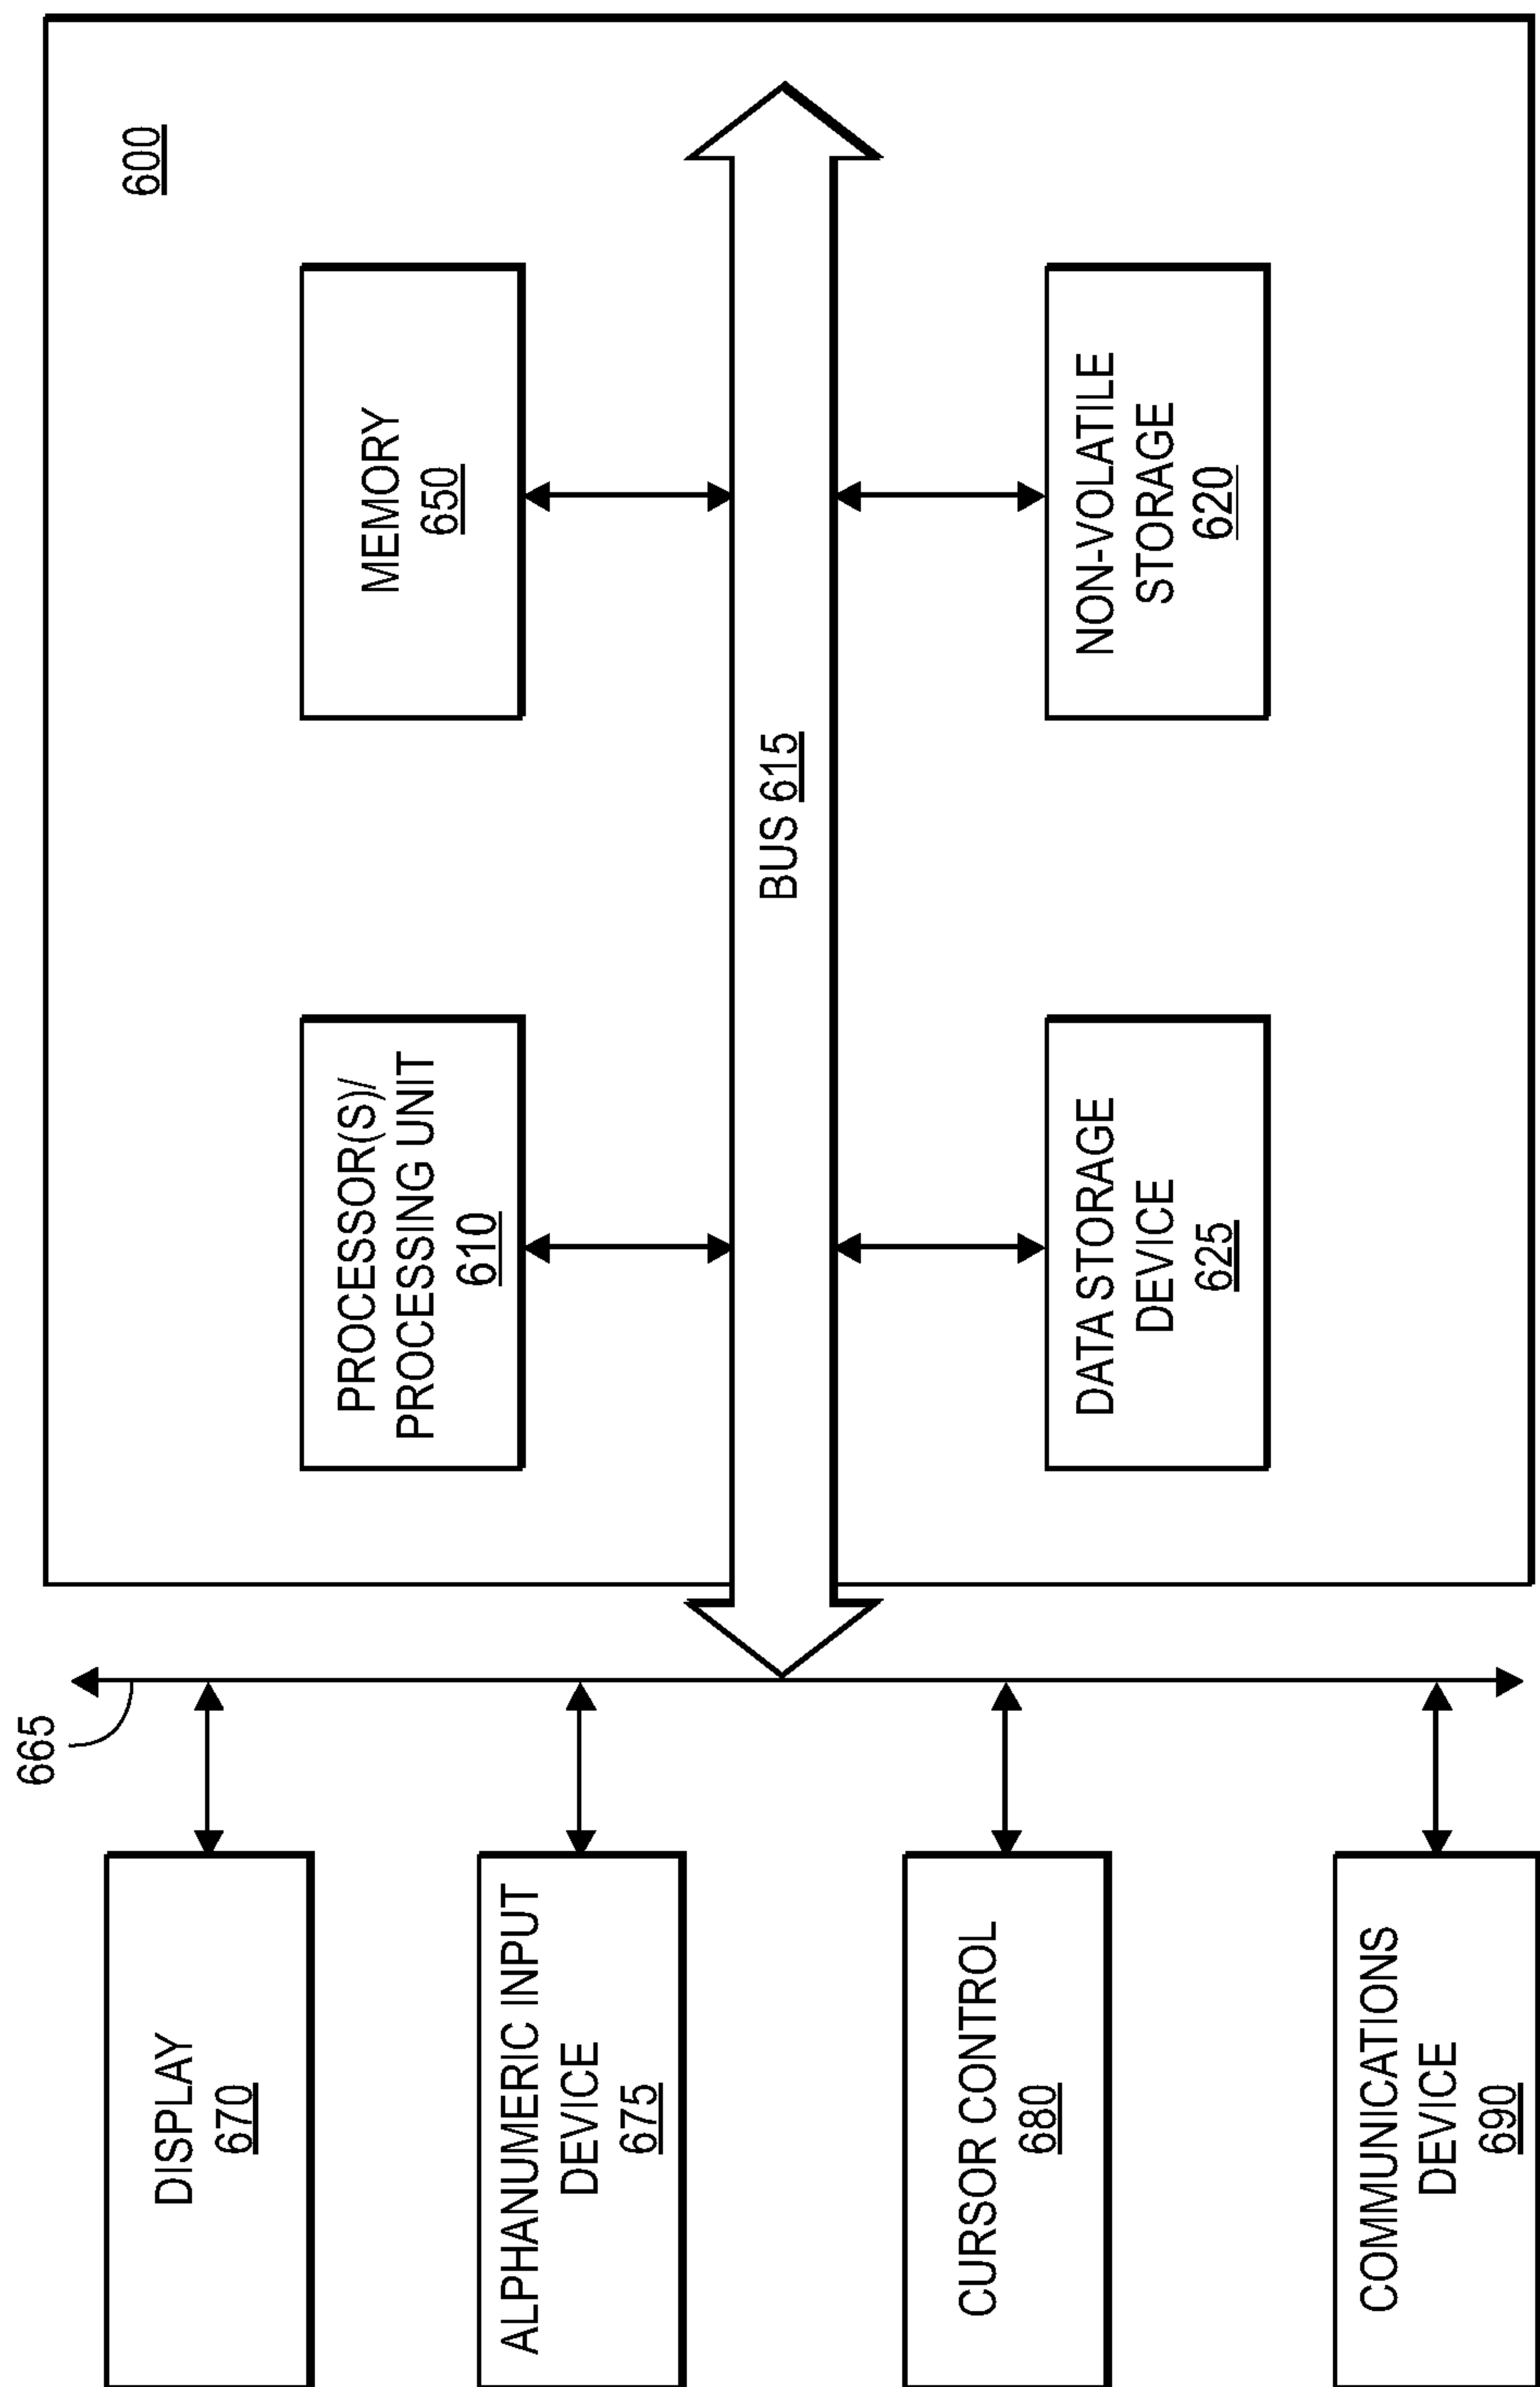 665
600
DISPLAY
670
ALPHANUMERIC INPUT
DEVICE
675
CURSOR CONTROL
680
COMMUNICATIONS
DEVICE
690
PROCESSOR(S)/
PROCESSING UNIT
610
MEMORY
650
BUS 615
DATA STORAGE
DEVICE
625
NON-VOLATILE
STORAGE
620